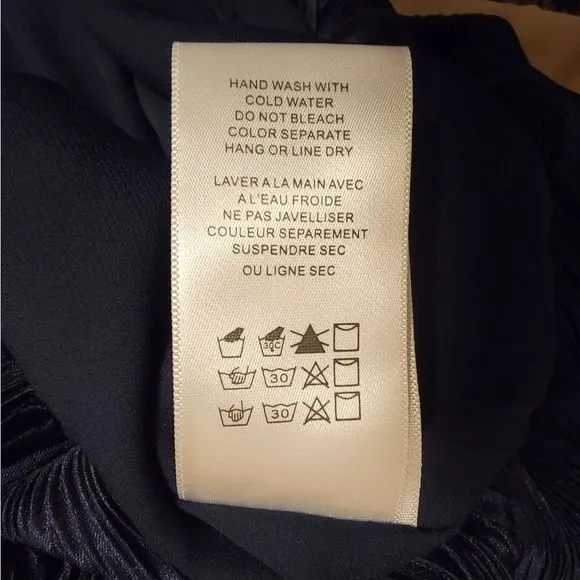 HAND WASH WITH
COLD WATER
DO NOT BLEACH
COLOR SEPARATE
HANG OR LINE DRY
LAVER A LA MAIN AVEC
A L'EAU FROIDE
NE PAS JAVELLISER
COULEUR SEPAREMENT
SUSPENDRE SEC
OU LIGNE SEC
30C
30
30